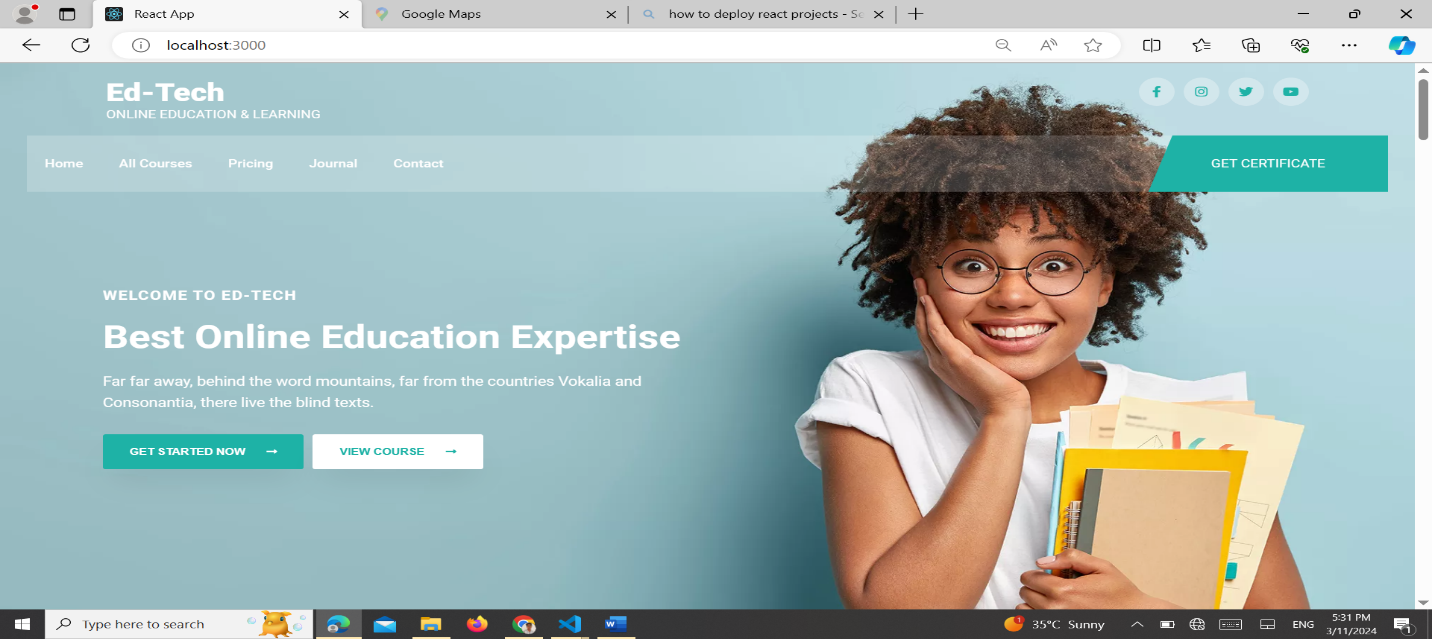 React App
Google Maps
how to deploy react projects - Se
localhost:3000
Ed-Tech
ONLINE EDUCATION & LEARNING
Home All Courses Pricing Journal Contact
GET CERTIFICATE
WELCOME TO ED-TECH
Best Online Education Expertise
Far far away, behind the word mountains, far from the countries Vokalia and
Consonantia, there live the blind texts.
GET STARTED NOW → VIEW COURSE →
Type here to search
1
35°C Sunny
ENG
5:31 PM
3/11/2024
1